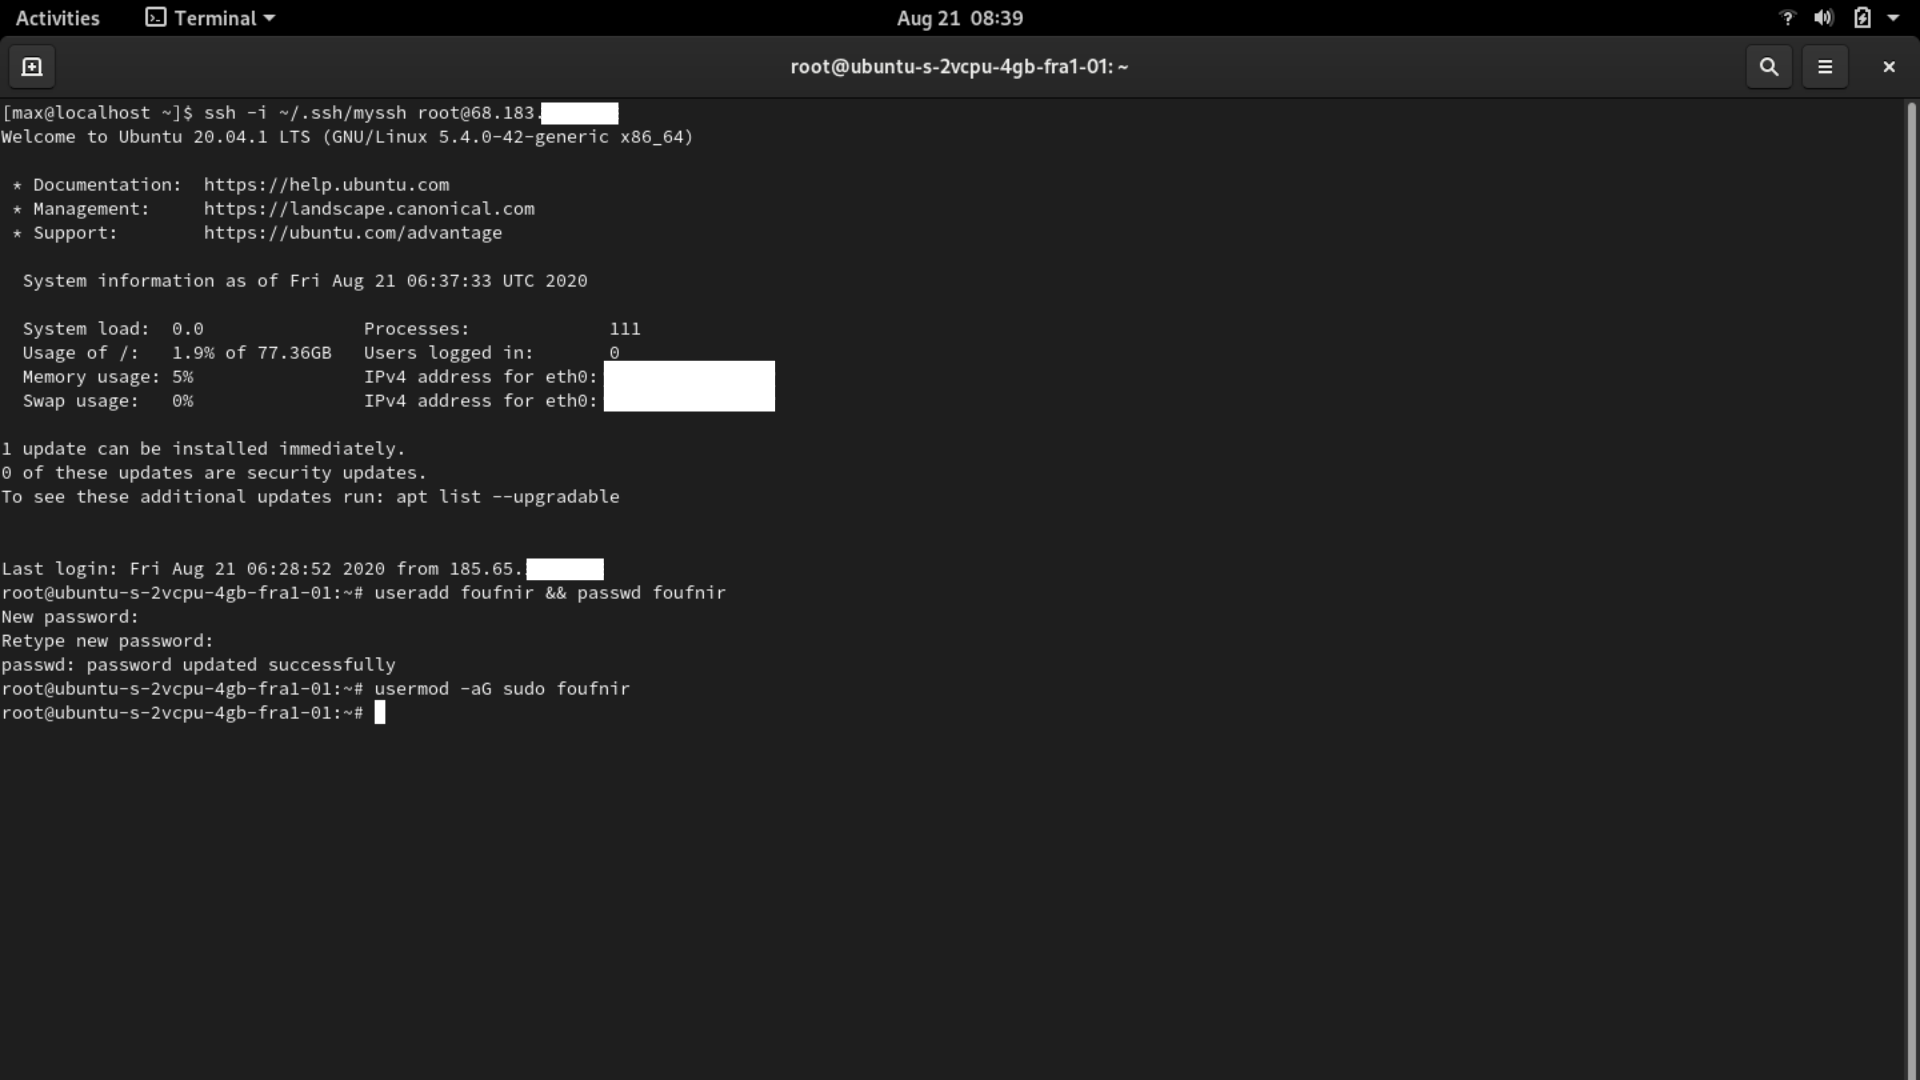 Activities Terminal Aug 21 08:39
root@ubuntu-s-2vcpu-4gb-fra1-01: ~
[max@localhost ~]$ ssh -i ~/.ssh/myssh root@68.183.
Welcome to Ubuntu 20.04.1 LTS (GNU/Linux 5.4.0-42-generic x86_64)
* Documentation: https://help.ubuntu.com
* Management: https://landscape.canonical.com
* Support: https://ubuntu.com/advantage
System information as of Fri Aug 21 06:37:33 UTC 2020
System load: 0.0 Processes: 111
Usage of /: 1.9% of 77.36GB Users logged in: 0
Memory usage: 5% IPv4 address for eth0:
Swap usage: 0% IPv4 address for eth0:
1 update can be installed immediately.
0 of these updates are security updates.
To see these additional updates run: apt list --upgradable
Last login: Fri Aug 21 06:28:52 2020 from 185.65.
root@ubuntu-s-2vcpu-4gb-fra1-01:~# useradd foufnir && passwd foufnir
New password:
Retype new password:
passwd: password updated successfully
root@ubuntu-s-2vcpu-4gb-fra1-01:~# usermod -aG sudo foufnir
root@ubuntu-s-2vcpu-4gb-fra1-01:~#